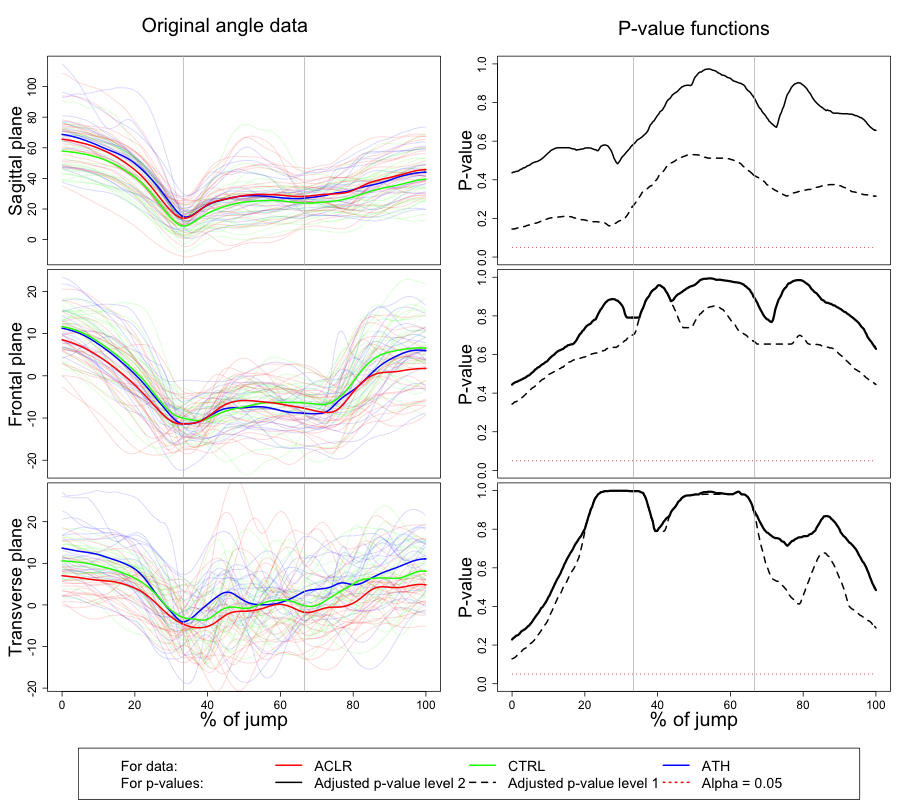 Original angle data
P-value functions
Sagittal plane
0 20 40 60 80 100
P-value
0.0 0.2 0.4 0.6 0.8 1.0
Frontal plane
-20 -10 0 10 20
P-value
0.0 0.2 0.4 0.6 0.8 1.0
Transverse plane
-20 -10 0 10 20
P-value
0.0 0.2 0.4 0.6 0.8 1.0
0 20 40 60 80 100
0 20 40 60 80 100
% of jump
% of jump
For data: ACLR CTRL ATH
For p-values: Adjusted p-value level 2 Adjusted p-value level 1 Alpha = 0.05